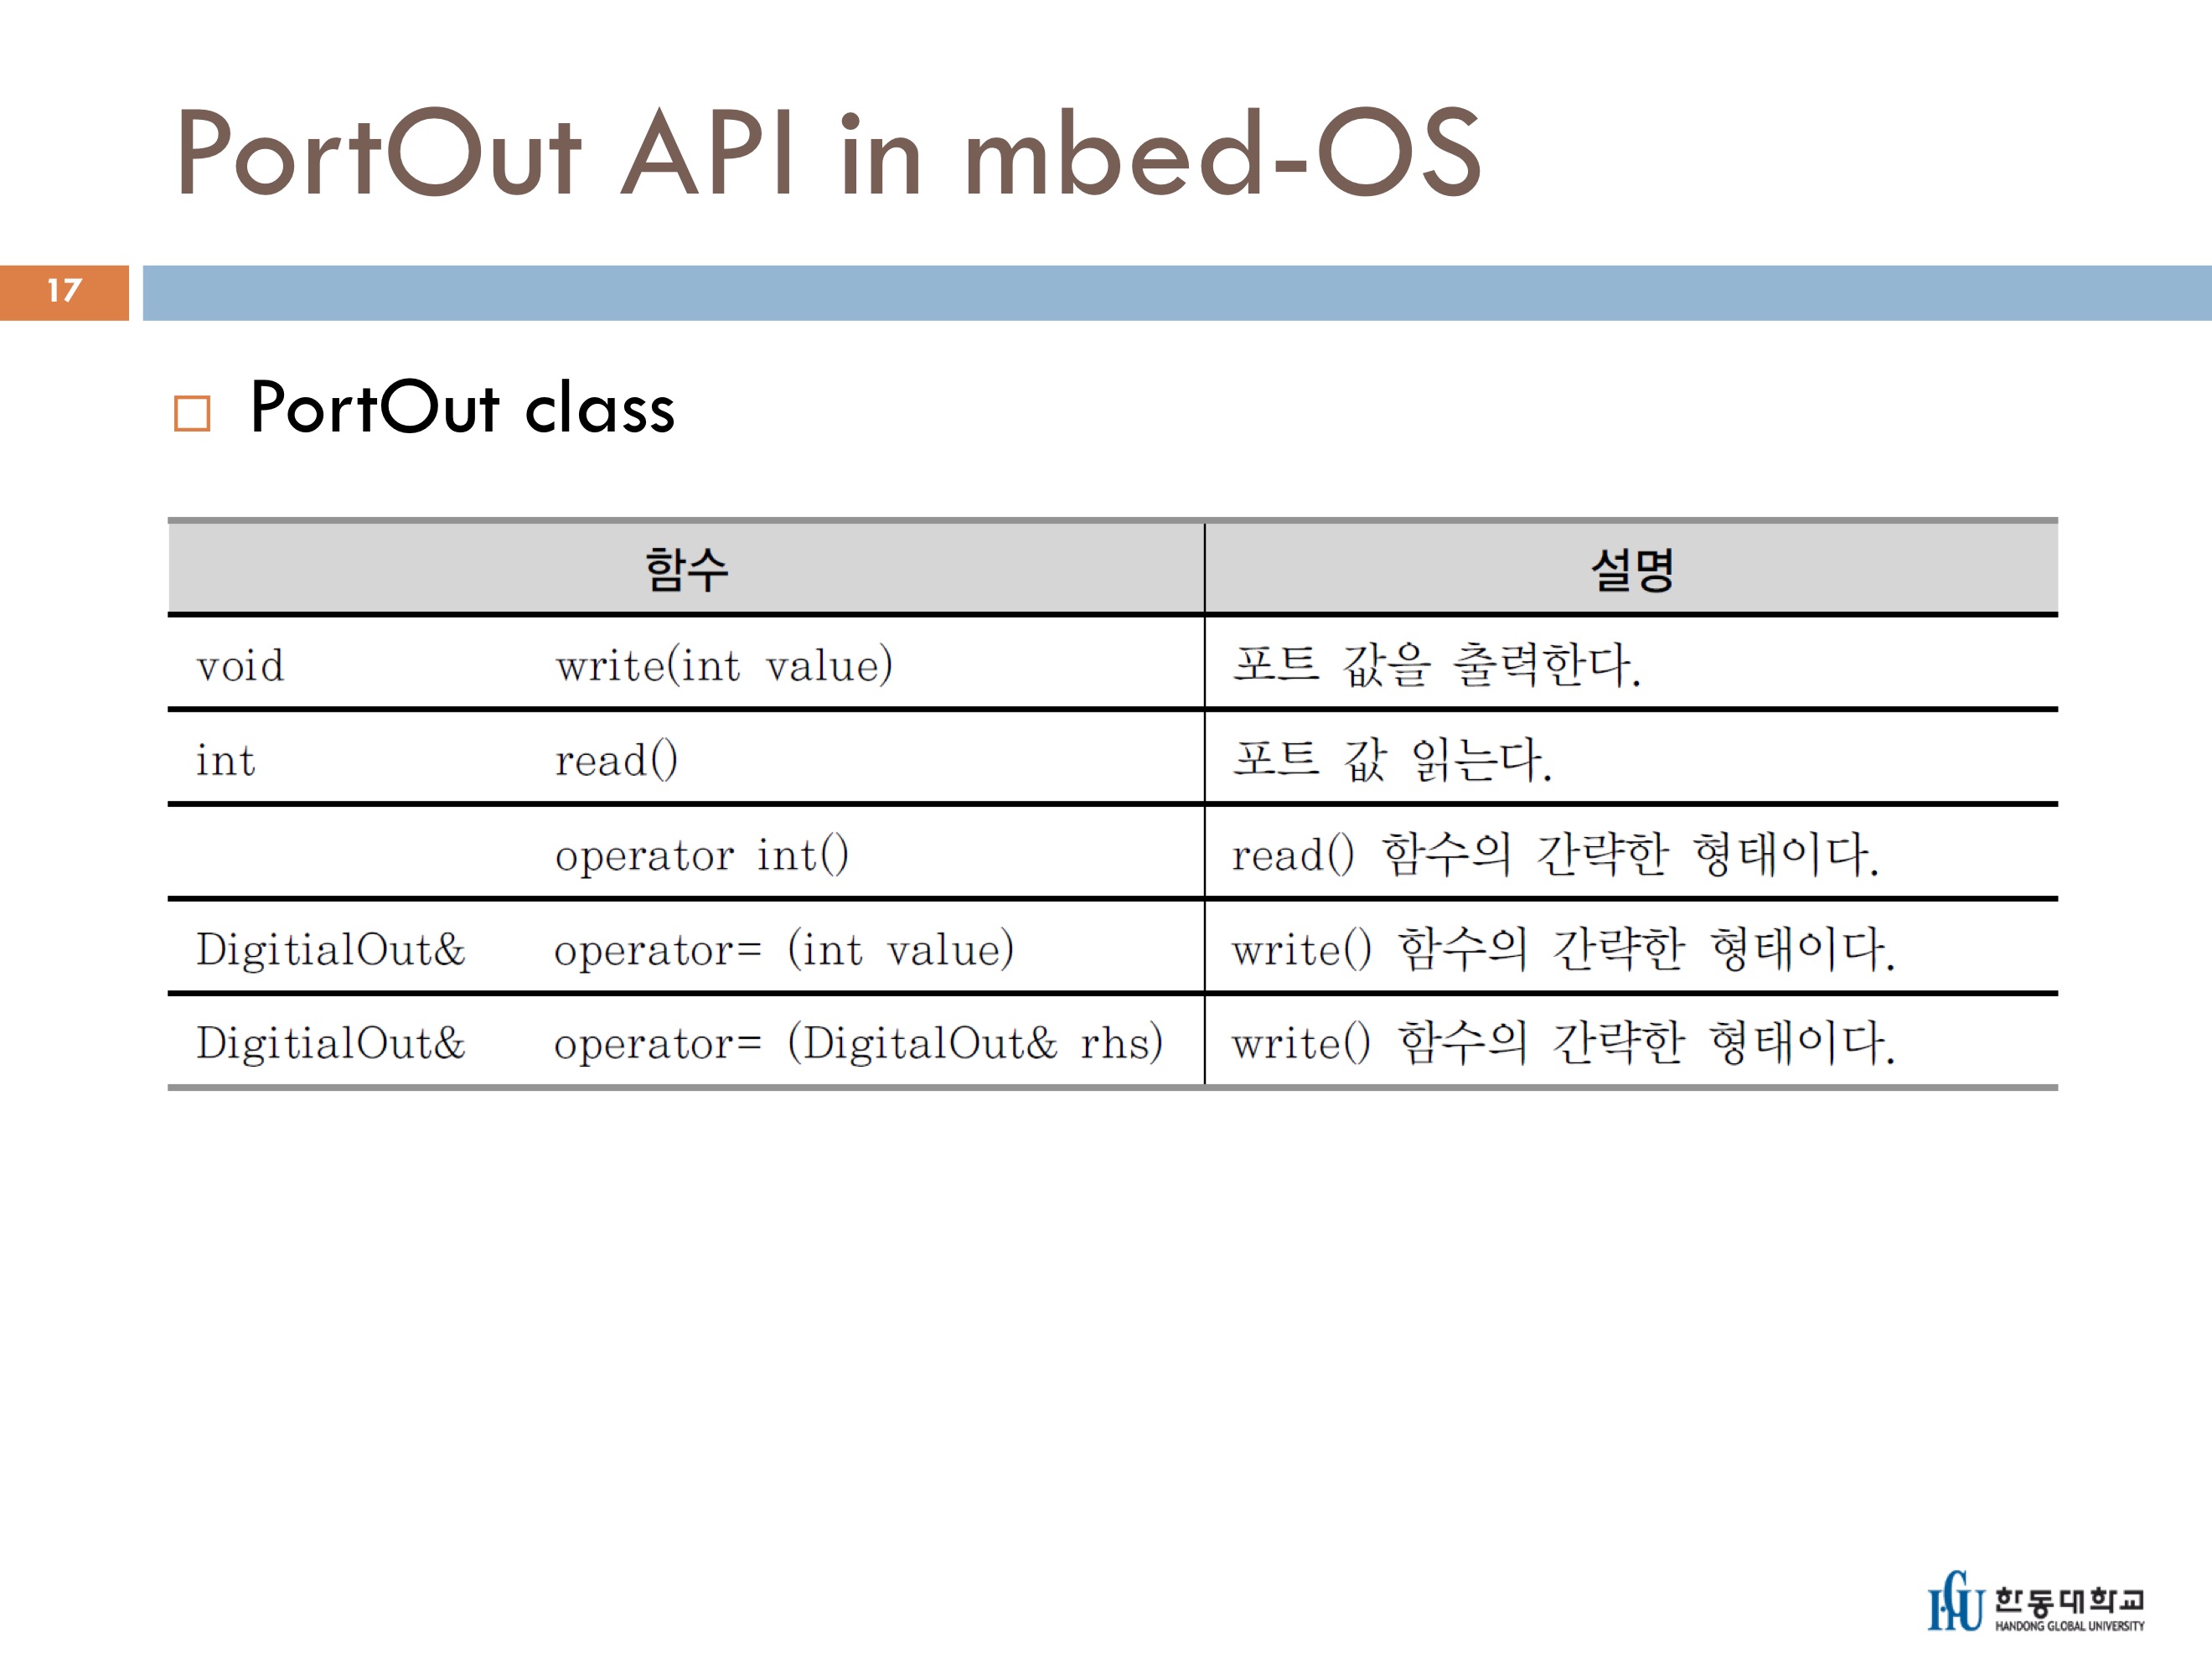 PortOut API in mbed-OS
17
PortOut class
함수 설명
void write(int value) 포트 값을 출력한다.
int read() 포트 값 읽는다.
operator int() read() 함수의 간략한 형태이다.
DigitialOut& operator= (int value) write() 함수의 간략한 형태이다.
DigitialOut& operator= (DigitalOut& rhs) write() 함수의 간략한 형태이다.
HGU 한동대학교
HANDONG GLOBAL UNIVERSITY